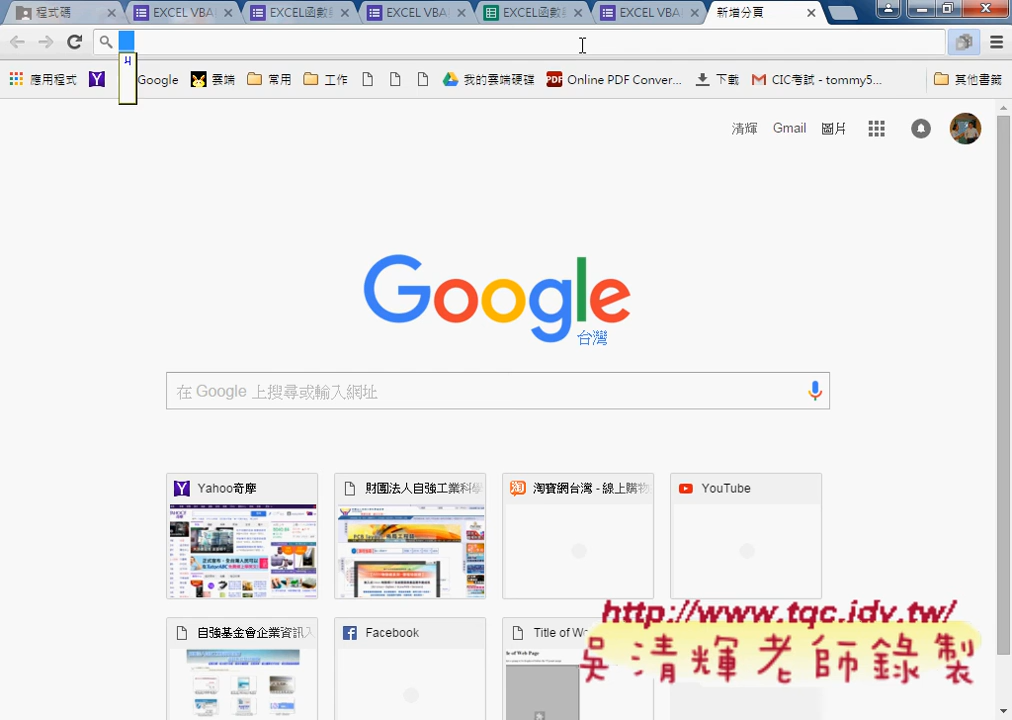 程式碼
EXCEL VBA
EXCEL函數
EXCEL VBA
EXCEL函數
EXCEL VBA
新增分頁
應用程式
Google
雲端
常用
工作
我的雲端硬碟
Online PDF Conver...
下載
CIC考試 - tommy5...
其他書籤
清輝
Gmail
圖片
Google
台灣
在 Google 上搜尋或輸入網址
Yahoo奇摩
財團法人自強工業科學
淘寶網台灣 - 線上購物
YouTube
自強基金會企業資訊
Facebook
Title of W
http://www.tqc.idv.tw/
吳清輝老師錄製